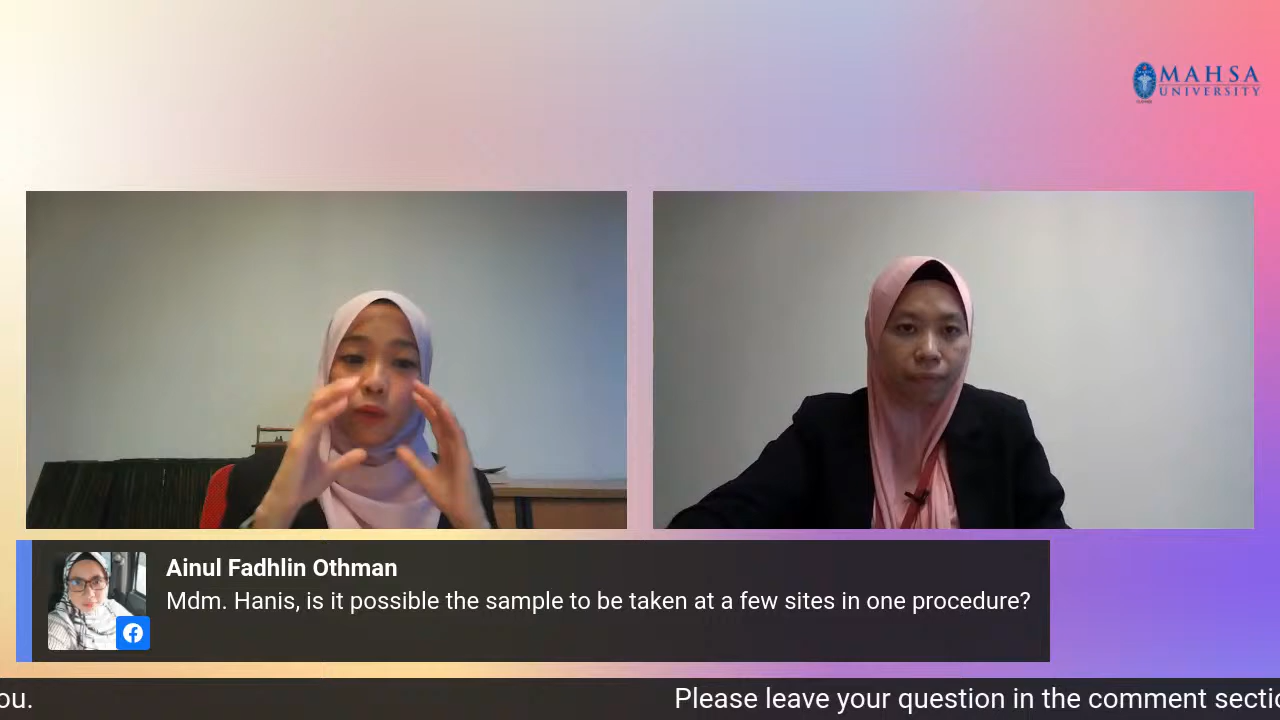 MAHSA
UNIVERSITY
Ainul Fadhlin Othman
Mdm. Hanis, is it possible the sample to be taken at a few sites in one procedure?
ou.
Please leave your question in the comment sectio